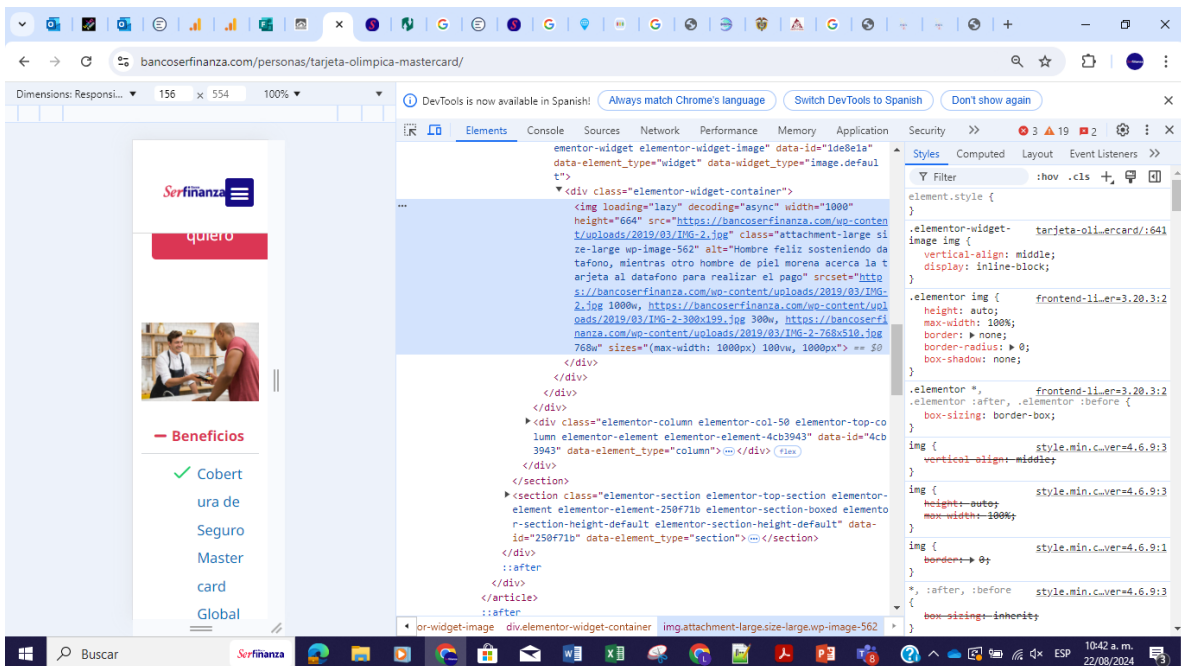 bancoserfinanza.com/personas/tarjeta-olimpica-mastercard/
Dimensions: Responsi... 156 x 554 100%
DevTools is now available in Spanish! Always match Chrome's language Switch DevTools to Spanish Don't show again
Elements Console Sources Network Performance Memory Application Security 3 19 2
Serfinanza
quiero
Beneficios
Cobert
ura de
Seguro
Master
card
Global
ementor-widget elementor-widget-image" data-id="1de8e1a"
data-element_type="widget" data-widget_type="image.defaul
t">
<div class="elementor-widget-container">
<img loading="lazy" decoding="async" width="1000"
height="664" src="https://bancoserfinanza.com/wp-conten
t/uploads/2019/03/IMG-2.jpg" class="attachment-large si
ze-large wp-image-562" alt="Hombre feliz sosteniendo da
tafono, mientras otro hombre de piel morena acerca la t
arjeta al datafono para realizar el pago" srcset="http
s://bancoserfinanza.com/wp-content/uploads/2019/03/IMG-
2.jpg 1000w, https://bancoserfinanza.com/wp-content/upl
oads/2019/03/IMG-2-300x199.jpg 300w, https://bancoserfi
nanza.com/wp-content/uploads/2019/03/IMG-2-768x510.jpg
768w" sizes="(max-width: 1000px) 100vw, 1000px"> == $0
</div>
</div>
</div>
</div>
<div class="elementor-column elementor-col-50 elementor-top-co
lumn elementor-element elementor-element-4cb3943" data-id="4cb
3943" data-element_type="column"> ... </div> flex
</div>
</section>
<section class="elementor-section elementor-top-section elementor-
element elementor-element-250f71b elementor-section-boxed elemento
r-section-height-default elementor-section-height-default" data-
id="250f71b" data-element_type="section"> ... </section>
</div>
::after
</div>
</article>
::after
or-widget-image div.elementor-widget-container img.attachment-large.size-large.wp-image-562
Styles Computed Layout Event Listeners
Filter :hov .cls
element.style {
}
.elementor-widget- tarjeta-oli…ercard/:641
image img {
vertical-align: middle;
display: inline-block;
}
.elementor img { frontend-li…er=3.20.3:2
height: auto;
max-width: 100%;
border: none;
border-radius: 0;
box-shadow: none;
}
.elementor *, frontend-li…er=3.20.3:2
.elementor :after, .elementor :before {
box-sizing: border-box;
}
img { style.min.c…ver=4.6.9:3
vertical-align: middle;
}
img { style.min.c…ver=4.6.9:3
height: auto;
max-width: 100%;
}
img { style.min.c…ver=4.6.9:1
border: 0;
}
*, :after, :before style.min.c…ver=4.6.9:3
{
box-sizing: inherit;
}
Buscar
Serfinanza
ESP
10:42 a. m.
22/08/2024